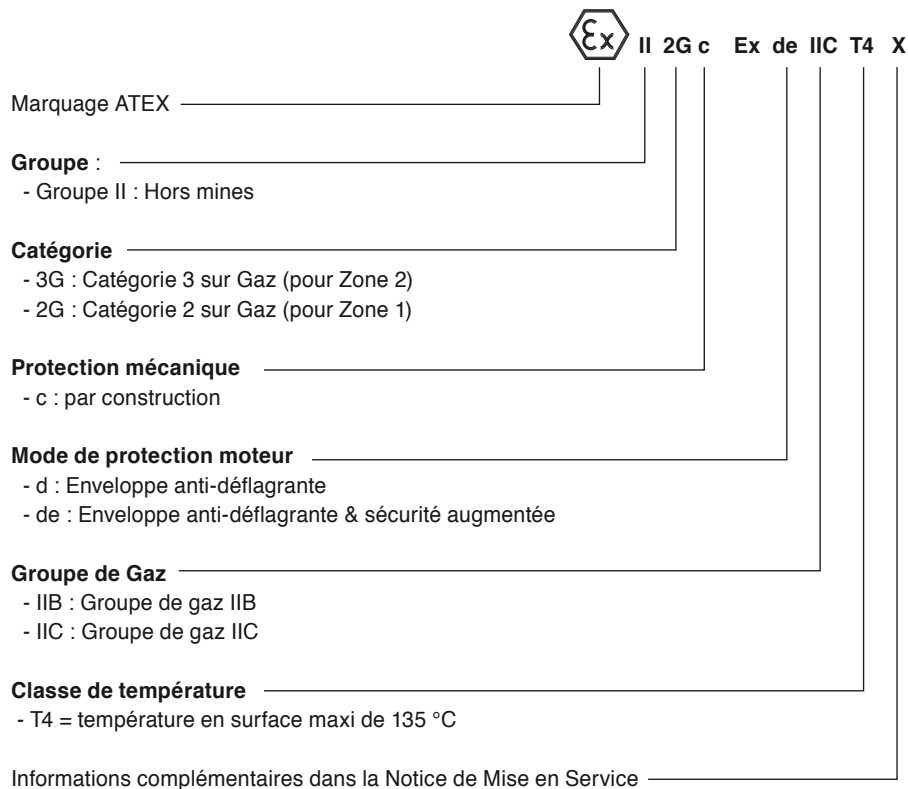 Ex II 2G c Ex de IIC T4 X
Marquage ATEX
Groupe :
- Groupe II : Hors mines
Catégorie
- 3G : Catégorie 3 sur Gaz (pour Zone 2)
- 2G : Catégorie 2 sur Gaz (pour Zone 1)
Protection mécanique
- c : par construction
Mode de protection moteur
- d : Enveloppe anti-déflagrante
- de : Enveloppe anti-déflagrante & sécurité augmentée
Groupe de Gaz
- IIB : Groupe de gaz IIB
- IIC : Groupe de gaz IIC
Classe de température
- T4 = température en surface maxi de 135 °C
Informations complémentaires dans la Notice de Mise en Service